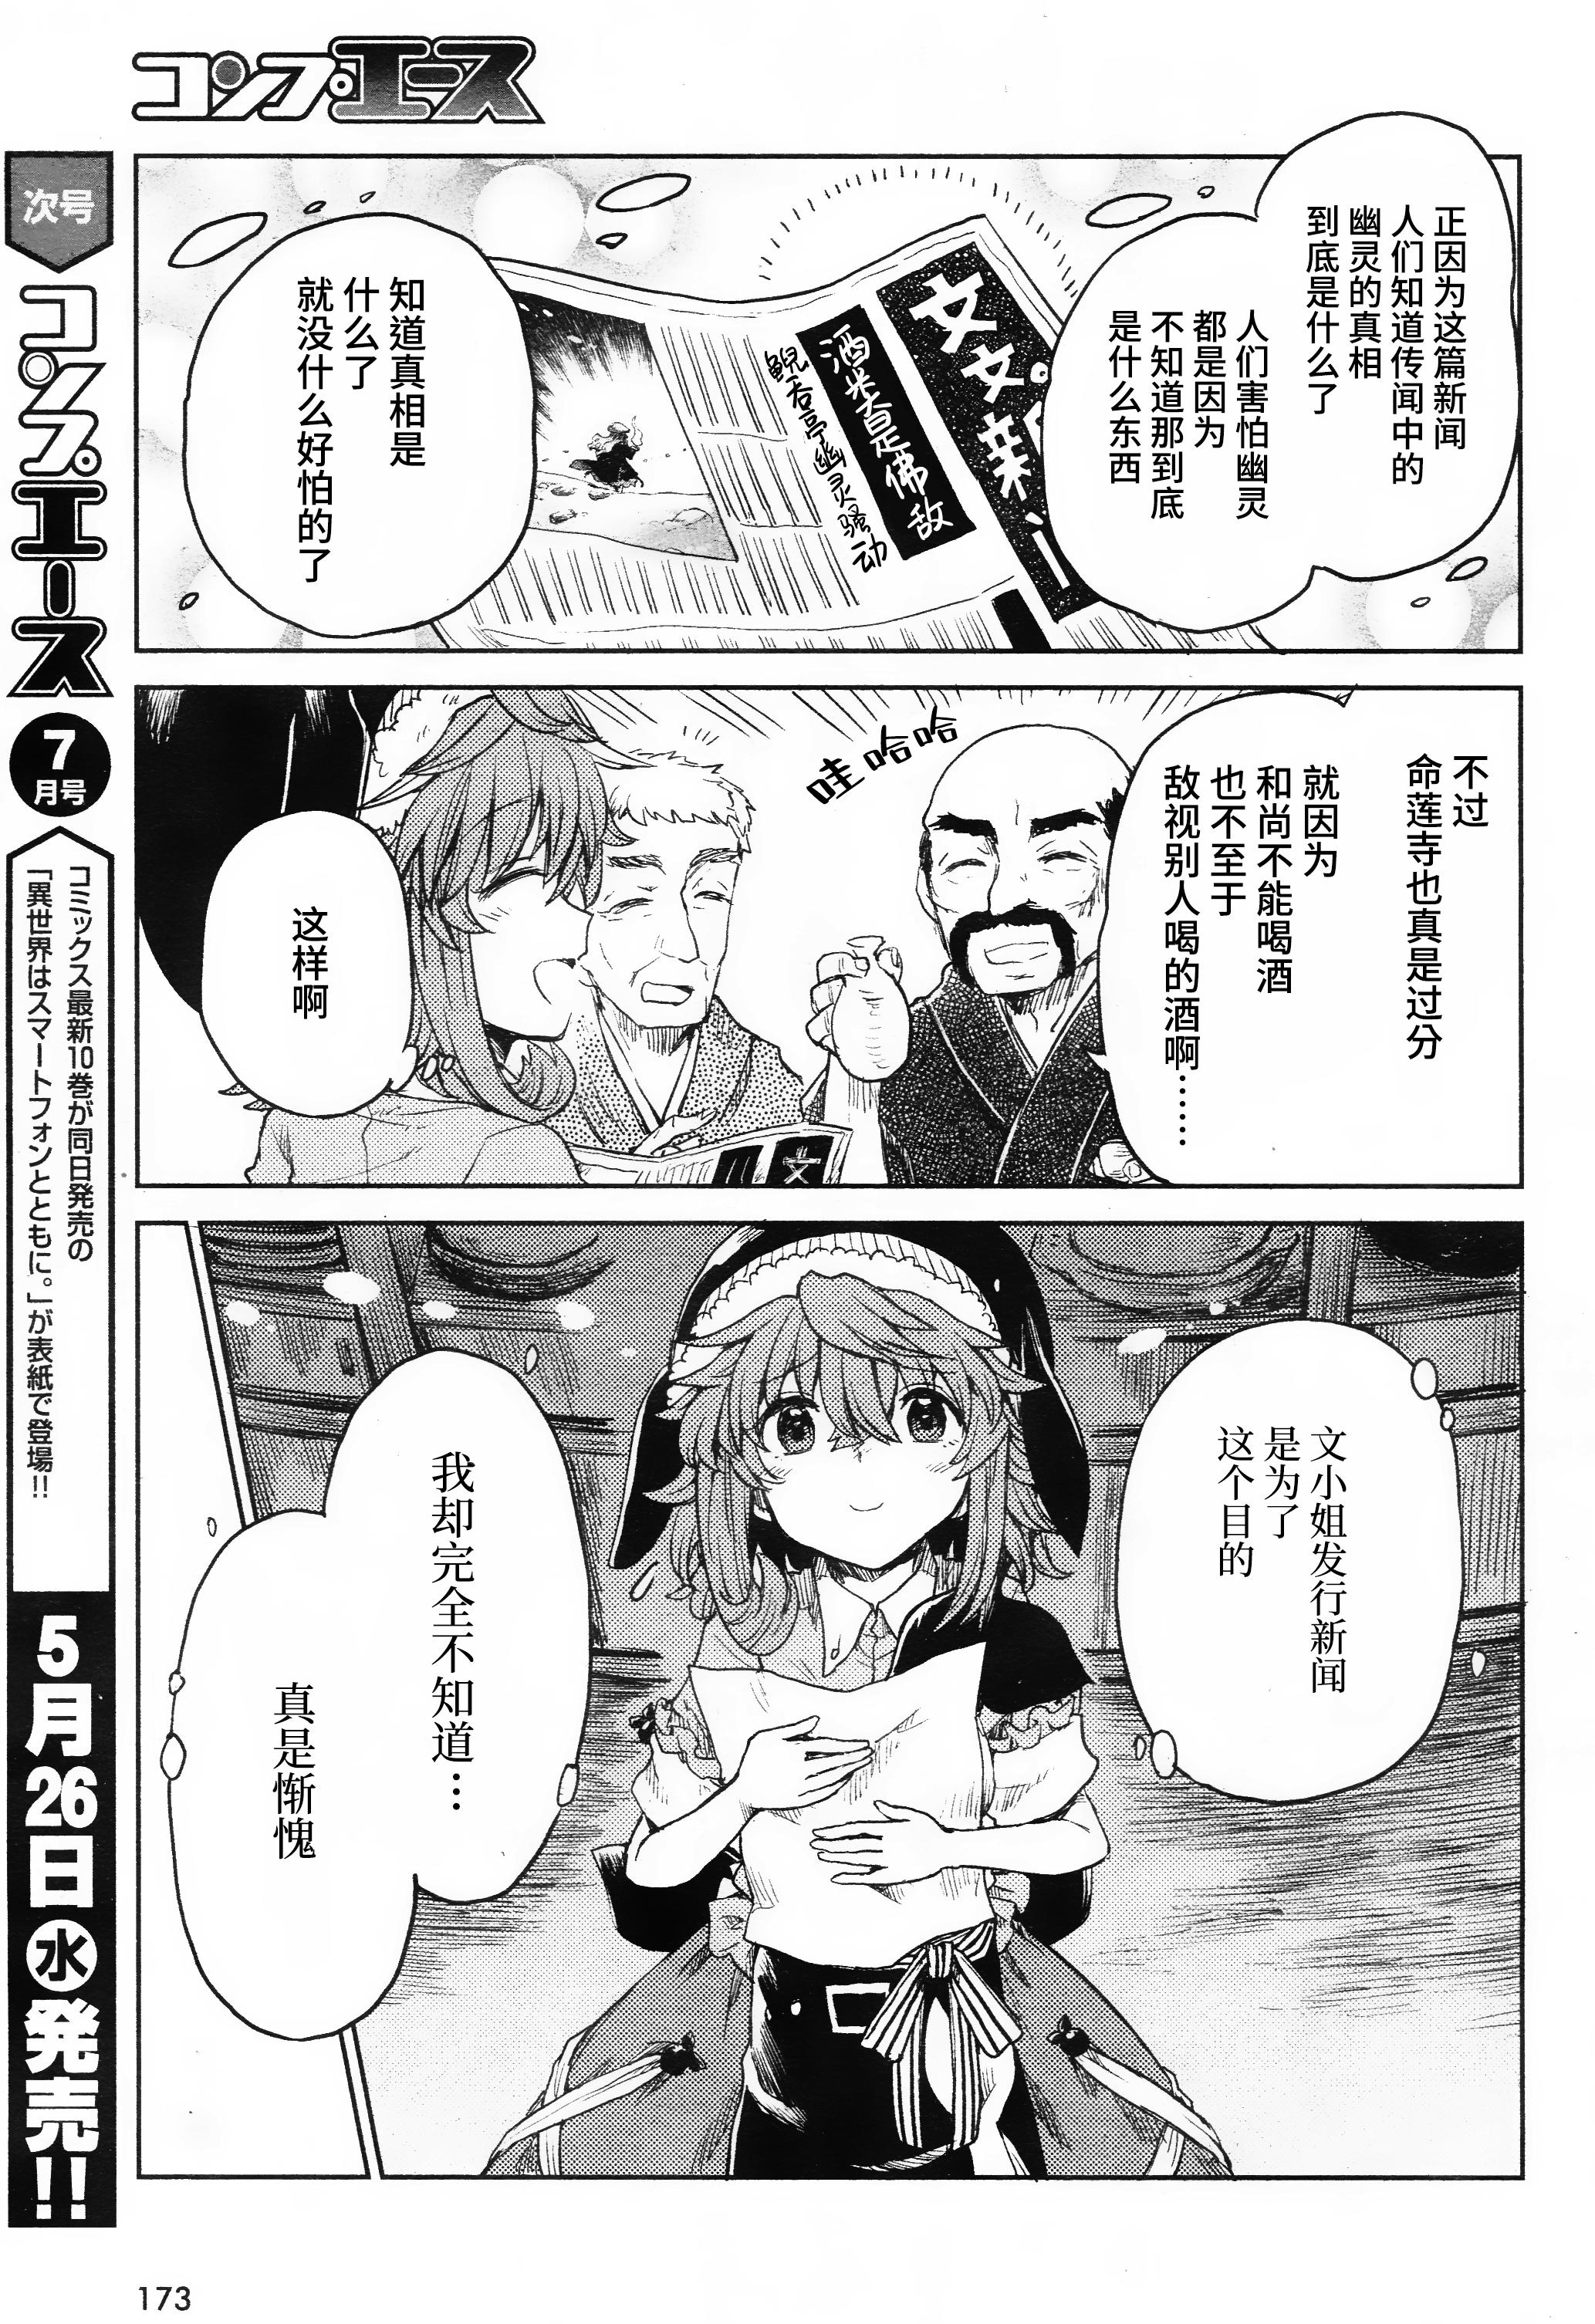 コンプエース
正因为这篇新闻
人们知道传闻中的
幽灵的真相
到底是什么了
人们害怕幽灵
都是因为
不知道那到底
是什么东西
文文新
酒米直是佛敌
鲵吞亭幽灵骚动
知道真相是
什么了
就没什么好怕的了
不过
命莲寺也真是过分
就因为
和尚不能喝酒
也不至于
敌视别人喝的酒啊……
哇哈哈
这样啊
文
文小姐发行新闻
是为了
这个目的
我却完全不知道…
真是惭愧
次号
コンプエース
7
月号
コミックス最新10巻が同日発売の
「異世界はスマートフォンとともに。」が表紙で登場!!
5月26日水発売!!
173